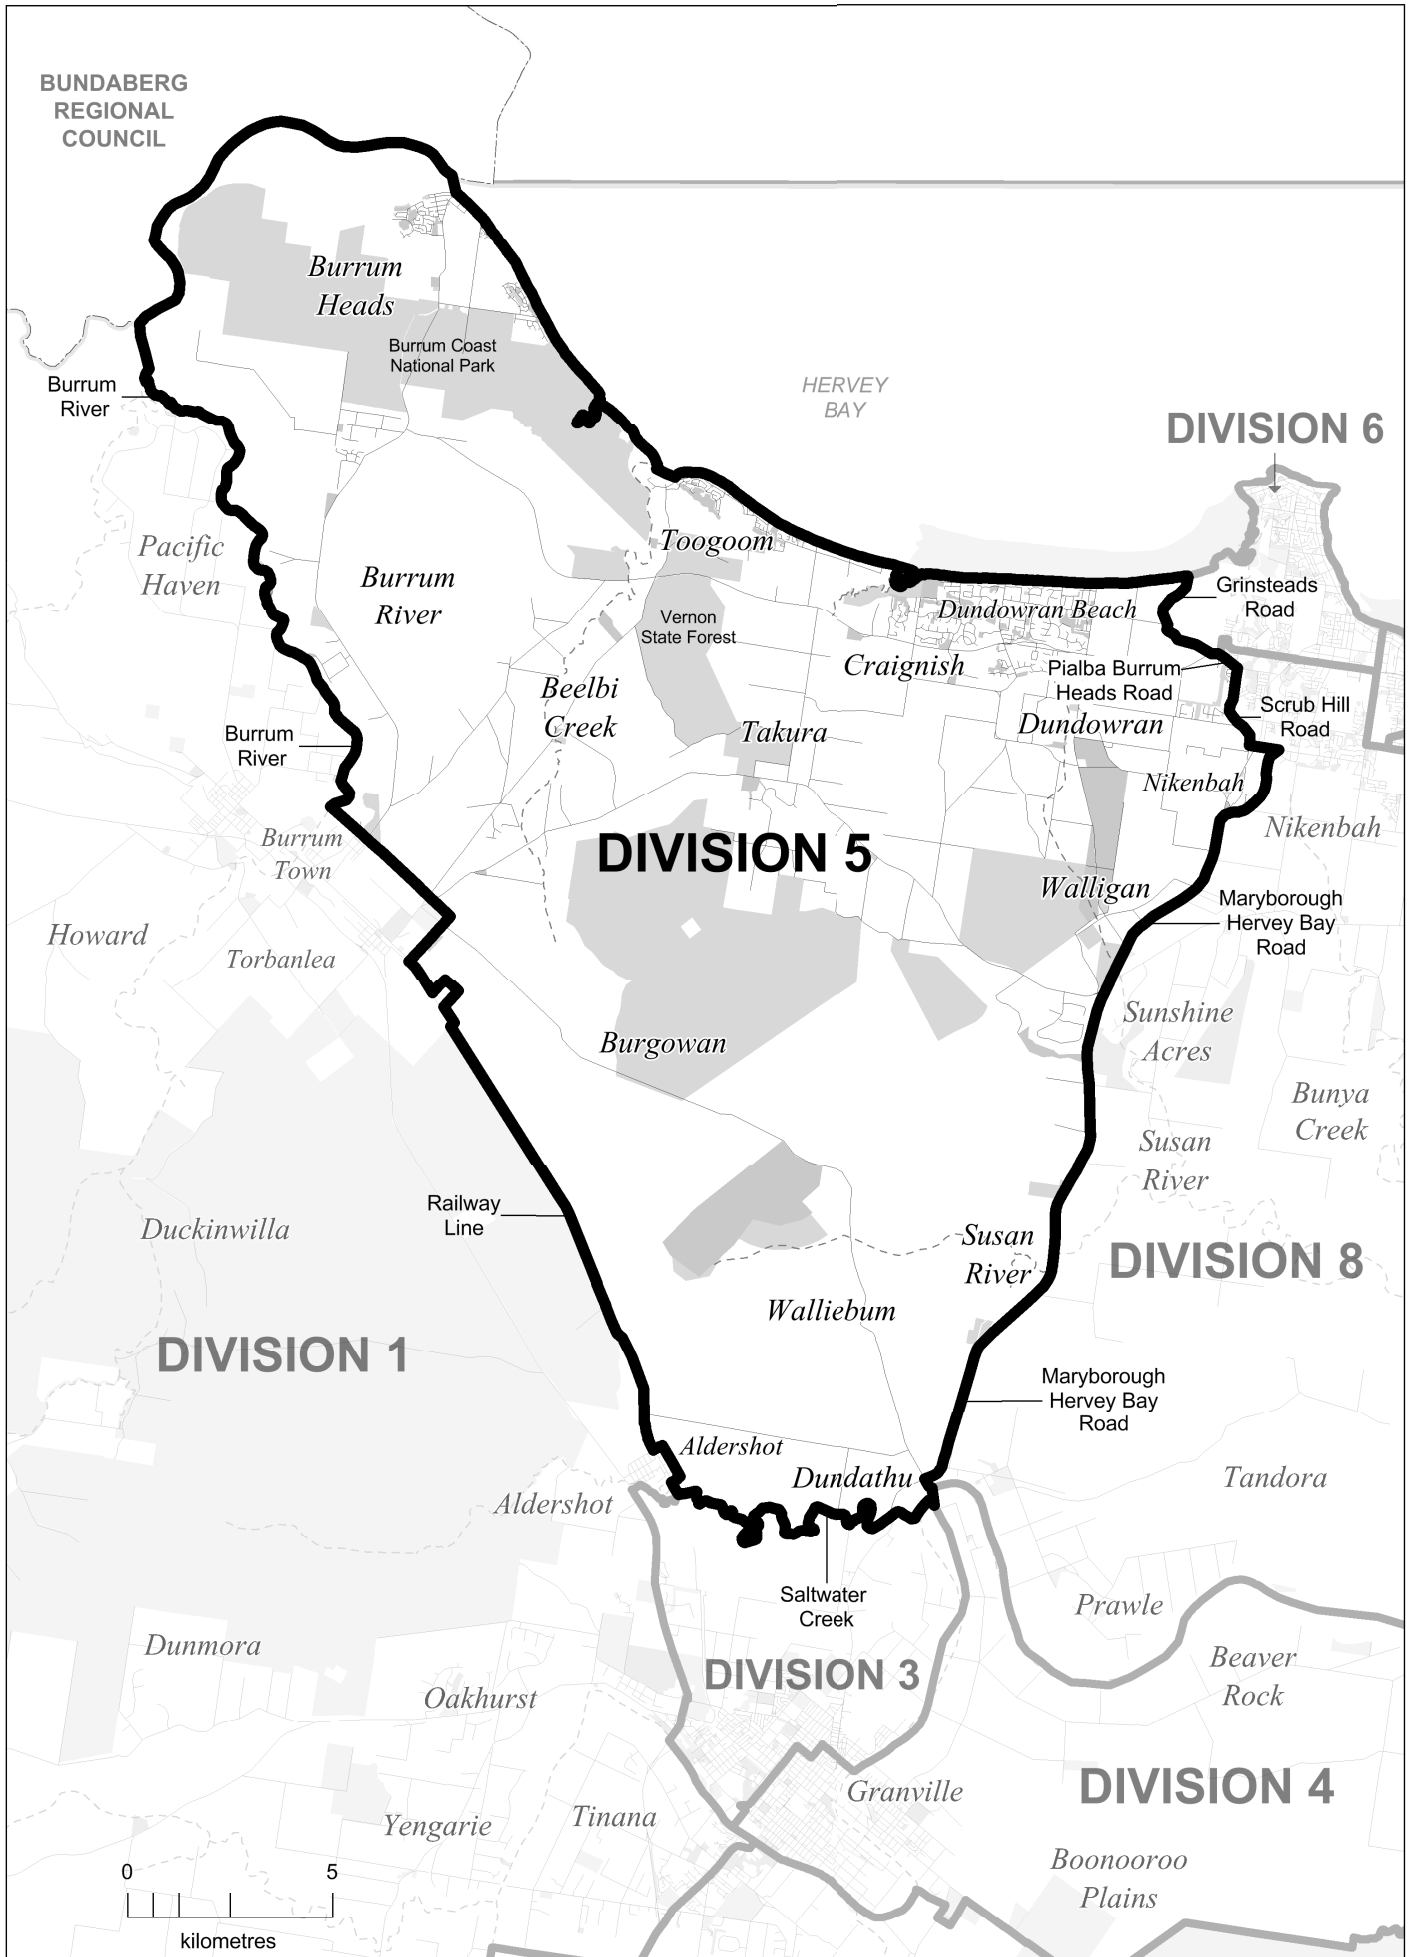 BUNDABERG
REGIONAL
COUNCIL
Burrum
Heads
Burrum Coast
National Park
Burrum
River
HERVEY
BAY
DIVISION 6
Pacific
Haven
Burrum
River
Toogoom
Vernon
State Forest
Dundowran Beach
Grinsteads
Road
Craignish
Pialba Burrum
Heads Road
Beelbi
Creek
Scrub Hill
Road
Dundowran
Takura
Burrum
River
Nikenbah
Nikenbah
Burrum
Town
DIVISION 5
Walligan
Maryborough
Hervey Bay
Road
Howard
Torbanlea
Sunshine
Acres
Burgowan
Bunya
Creek
Susan
River
Railway
Line
Duckinwilla
Susan
River
DIVISION 8
Walliebum
DIVISION 1
Maryborough
Hervey Bay
Road
Aldershot
Dundathu
Tandora
Aldershot
Saltwater
Creek
Prawle
Dunmora
DIVISION 3
Beaver
Rock
Oakhurst
DIVISION 4
Granville
Tinana
Yengarie
Boonooroo
Plains
0 5
kilometres